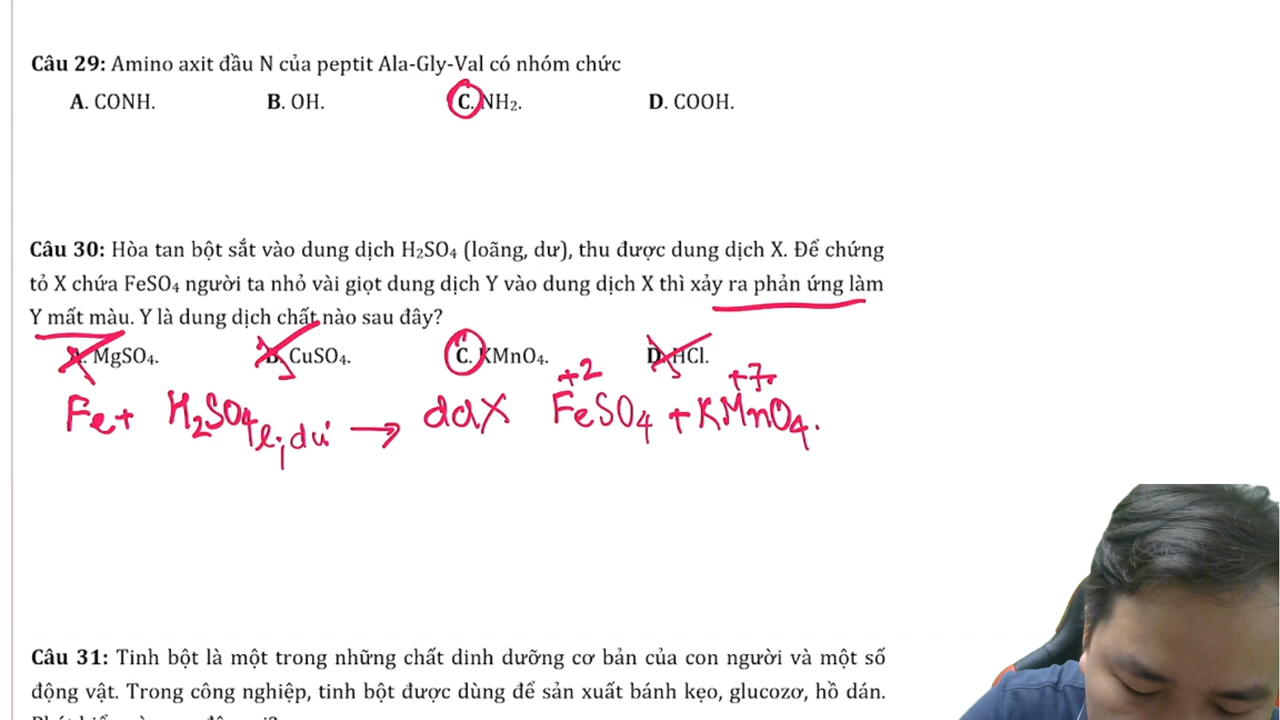 Câu 29: Amino axit đầu N của peptit Ala-Gly-Val có nhóm chức
A. CONH. B. OH. C. NH₂. D. COOH.
Câu 30: Hòa tan bột sắt vào dung dịch H₂SO₄ (loãng, dư), thu được dung dịch X. Để chứng
tỏ X chứa FeSO₄ người ta nhỏ vài giọt dung dịch Y vào dung dịch X thì xảy ra phản ứng làm
Y mất màu. Y là dung dịch chất nào sau đây?
A. MgSO₄. B. CuSO₄. C. KMnO₄. D. HCl.
+2 +7
Fe + H₂SO₄ l, dư → ddX FeSO₄ + KMnO₄.
Câu 31: Tinh bột là một trong những chất dinh dưỡng cơ bản của con người và một số
động vật. Trong công nghiệp, tinh bột được dùng để sản xuất bánh kẹo, glucozơ, hồ dán.